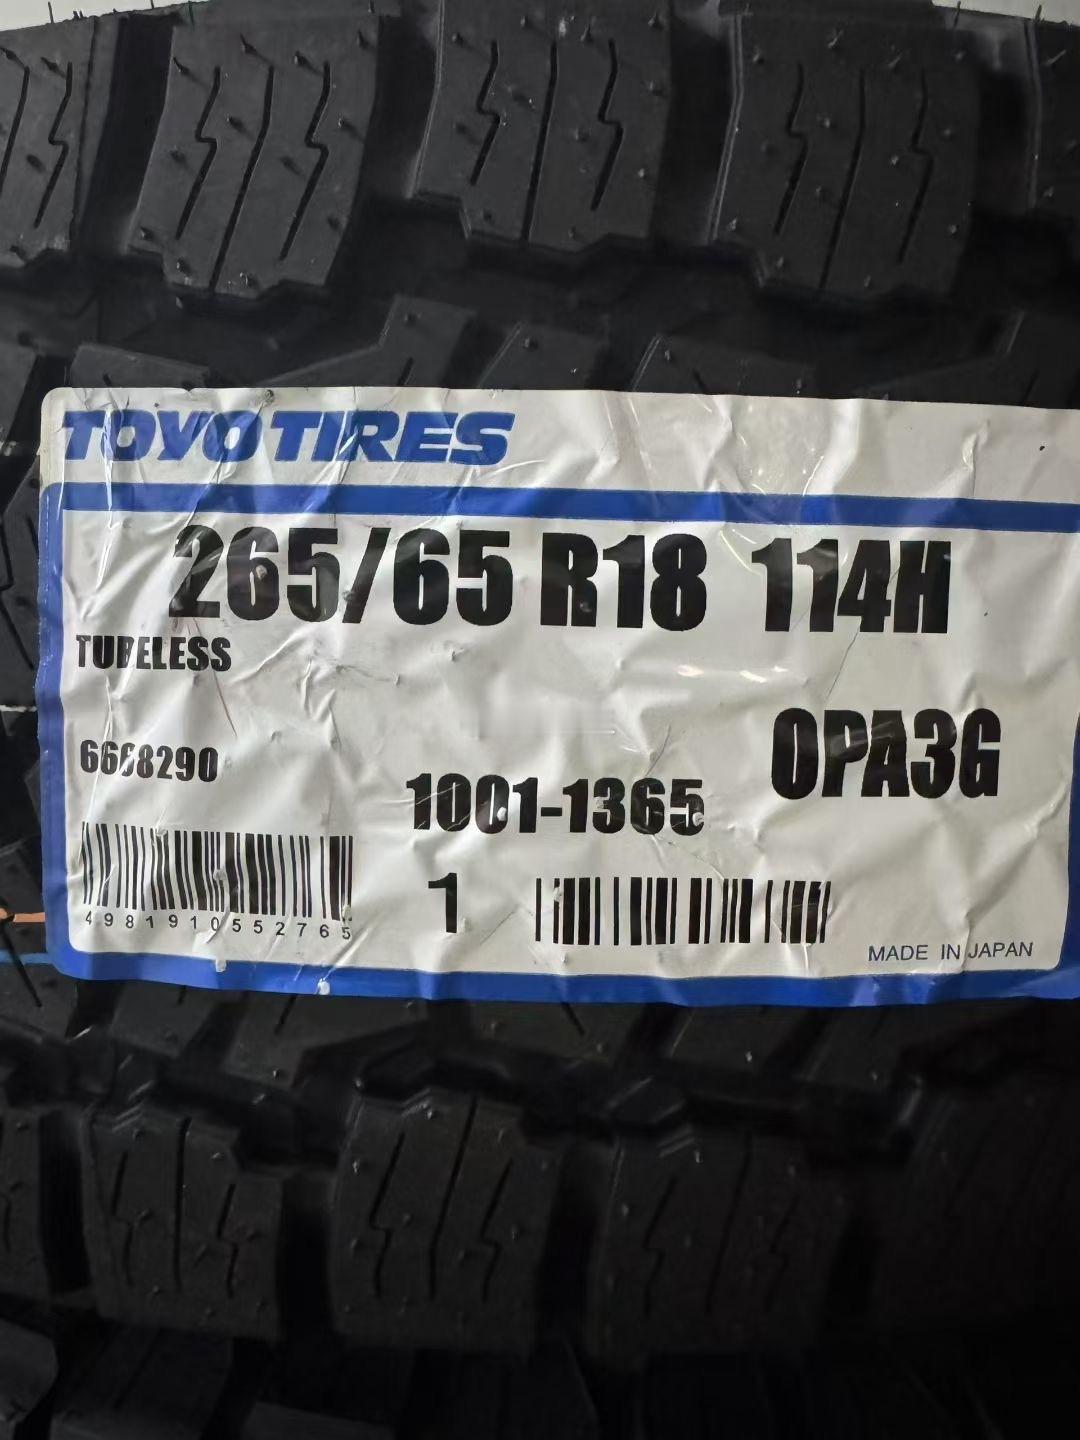 TOYO TIRES
265/65 R18 114H
TUBELESS
6668290
OPA3G
1001-1365
1
4981910552765
MADE IN JAPAN